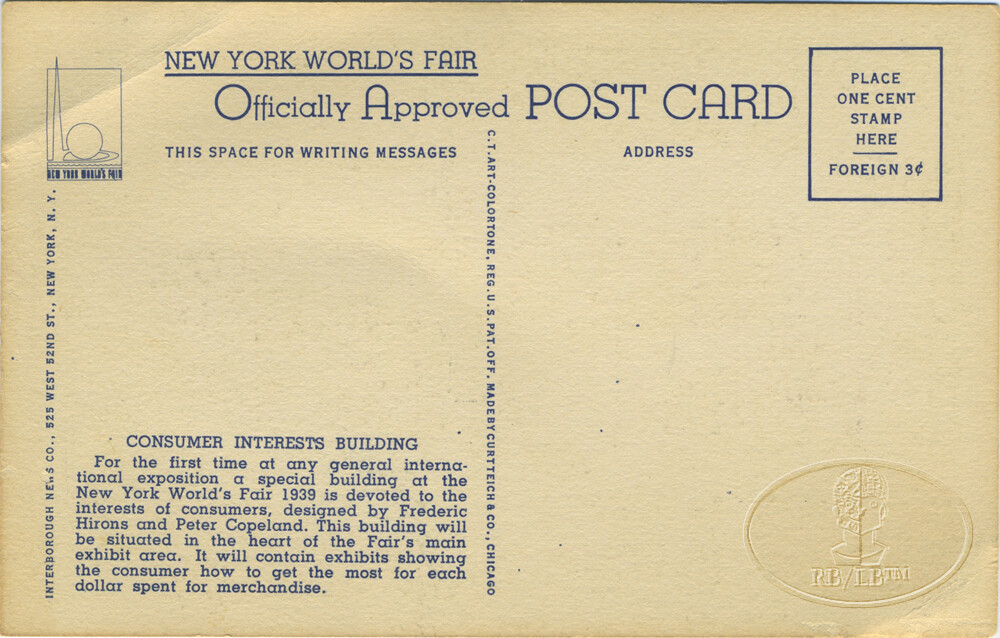 NEW YORK WORLD'S FAIR
Officially Approved POST CARD
THIS SPACE FOR WRITING MESSAGES
ADDRESS
PLACE
ONE CENT
STAMP
HERE
FOREIGN 3¢
NEW YORK WORLD'S FAIR
INTERBOROUGH NEWS CO., 525 WEST 52ND ST., NEW YORK, N. Y.
C.T.ART-COLORTONE, REG. U.S. PAT. OFF. MADE BY CURT TEICH & CO., CHICAGO
CONSUMER INTERESTS BUILDING
For the first time at any general interna-
tional exposition a special building at the
New York World's Fair 1939 is devoted to the
interests of consumers, designed by Frederic
Hirons and Peter Copeland. This building will
be situated in the heart of the Fair's main
exhibit area. It will contain exhibits showing
the consumer how to get the most for each
dollar spent for merchandise.
RB/LB™